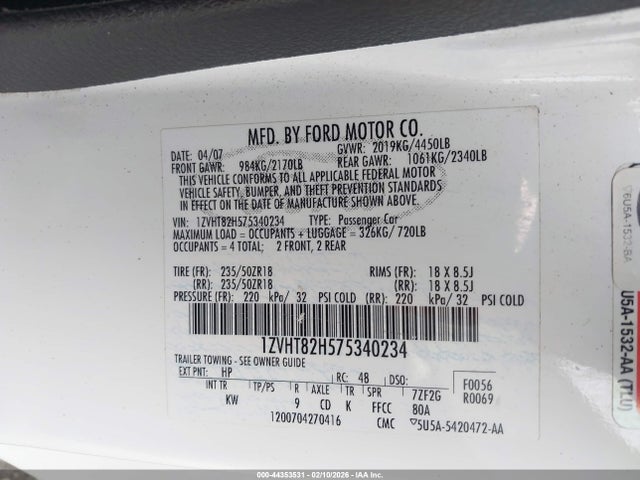 MFD. BY FORD MOTOR CO.
DATE: 04/07 GVWR: 2019KG/4450LB
FRONT GAWR: 984KG/2170LB REAR GAWR: 1061KG/2340LB
THIS VEHICLE CONFORMS TO ALL APPLICABLE FEDERAL MOTOR
VEHICLE SAFETY, BUMPER, AND THEFT PREVENTION STANDARDS
IN EFFECT ON THE DATE OF MANUFACTURE SHOWN ABOVE.
VIN: 1ZVHT82H575340234 TYPE: Passenger Car
MAXIMUM LOAD = OCCUPANTS + LUGGAGE = 326KG/ 720LB
OCCUPANTS = 4 TOTAL: 2 FRONT, 2 REAR
TIRE (FR): 235/50ZR18 RIMS (FR): 18 X 8.5J
(RR): 235/50ZR18 (RR): 18 X 8.5J
PRESSURE (FR): 220 kPa/ 32 PSI COLD (RR): 220 kPa/ 32 PSI COLD
1ZVHT82H575340234
TRAILER TOWING - SEE OWNER GUIDE
EXT PNT: HP RC: 48 DSO: F0056
INT TR TP/PS R AXLE TR SPR 7ZF2G R0069
KW 9 CD K FFCC 80A
1200704270416 CMC 5U5A-5420472-AA
6U5A-1532-BA
U5A-1532-AA (TLU)
000-44353531 - 02/10/2026 - COPYRIGHT IAA, LLC.